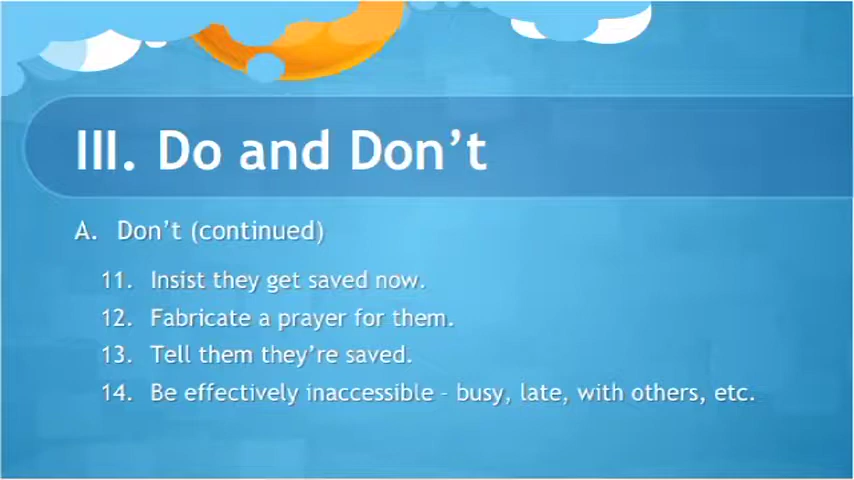 III. Do and Don’t
A. Don’t (continued)
11. Insist they get saved now.
12. Fabricate a prayer for them.
13. Tell them they’re saved.
14. Be effectively inaccessible – busy, late, with others, etc.